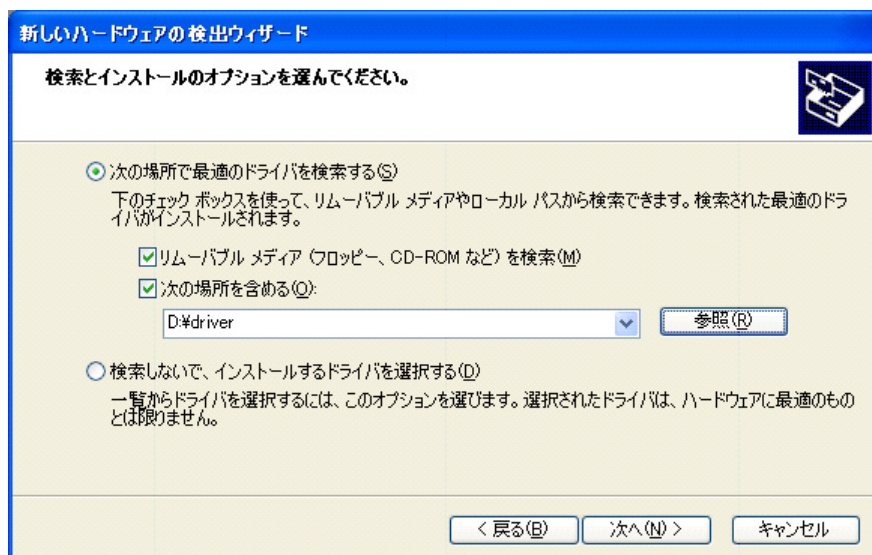 新しいハードウェアの検出ウィザード
検索とインストールのオプションを選んでください。
次の場所で最適のドライバを検索する(S)
下のチェック ボックスを使って、リムーバブル メディアやローカル パスから検索できます。検索された最適のドラ
イバがインストールされます。
リムーバブル メディア (フロッピー、CD-ROM など) を検索(M)
次の場所を含める(O):
D:¥driver
参照(R)
検索しないで、インストールするドライバを選択する(D)
一覧からドライバを選択するには、このオプションを選びます。選択されたドライバは、ハードウェアに最適のもの
とは限りません。
< 戻る(B)
次へ(N) >
キャンセル